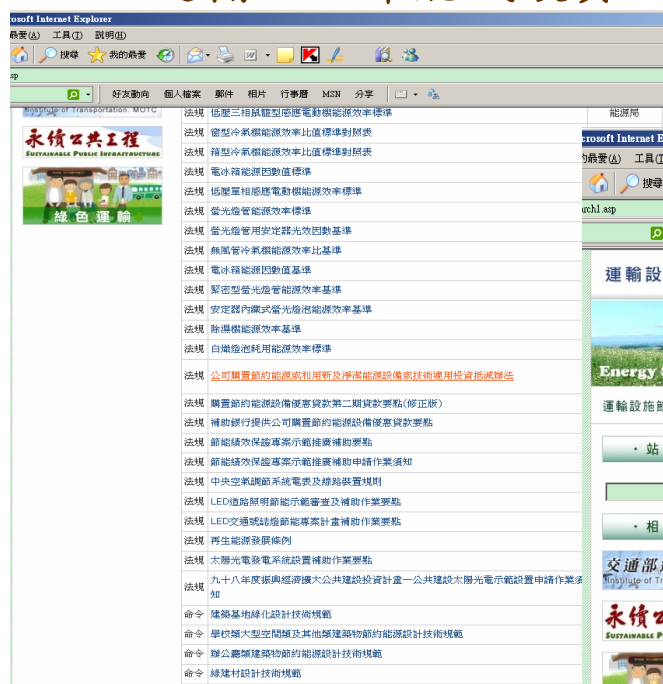 osoft Internet Explorer
最愛(A) 工具(T) 說明(H)
搜尋 我的最愛
sp
好友動向 個人檔案 郵件 相片 行事曆 MSN 分享
Institute of Transportation. MOTC
永續公共工程
SUSTAINABLE PUBLIC INFRASTRUCTURE
綠色運輸
法規 低壓三相鼠籠型感應電動機能源效率標準
法規 窗型冷氣機能源效率比值標準對照表
法規 箱型冷氣機能源效率比值標準對照表
法規 電冰箱能源因數值標準
法規 低壓單相感應電動機能源效率標準
法規 螢光燈管能源效率標準
法規 螢光燈管用安定器光效因數基準
法規 無風管冷氣機能源效率比基準
法規 電冰箱能源因數值基準
法規 緊密型螢光燈管能源效率基準
法規 安定器內藏式螢光燈泡能源效率基準
法規 除濕機能源效率基準
法規 白熾燈泡耗用能源效率標準
法規 公司購置節約能源或利用新及淨潔能源設備或技術適用投資抵減辦法
法規 購置節約能源設備優惠貸款第二期貸款要點(修正版)
法規 補助銀行提供公司購置節約能源設備優惠貸款要點
法規 節能績效保證專案示範推廣補助要點
法規 節能績效保證專案示範推廣補助申請作業須知
法規 中央空氣調節系統電表及線路裝置規則
法規 LED道路照明節能示範審查及補助作業要點
法規 LED交通號誌燈節能專案計畫補助作業要點
法規 再生能源發展條例
法規 太陽光電發電系統設置補助作業要點
法規 九十八年度振興經濟擴大公共建設投資計畫－公共建設太陽光電示範設置申請作業須
知
命令 建築基地綠化設計技術規範
命令 學校類大型空間類及其他類建築物節約能源設計技術規範
命令 辦公廳類建築物節約能源設計技術規範
命令 綠建材設計技術規範
能源局
crosoft Internet E
最愛(A) 工具(T
搜尋
arch1.asp
運輸設
Energy
運輸設施節
・站
・相
交通部
Institute of Tr
永續公
SUSTAINABLE P